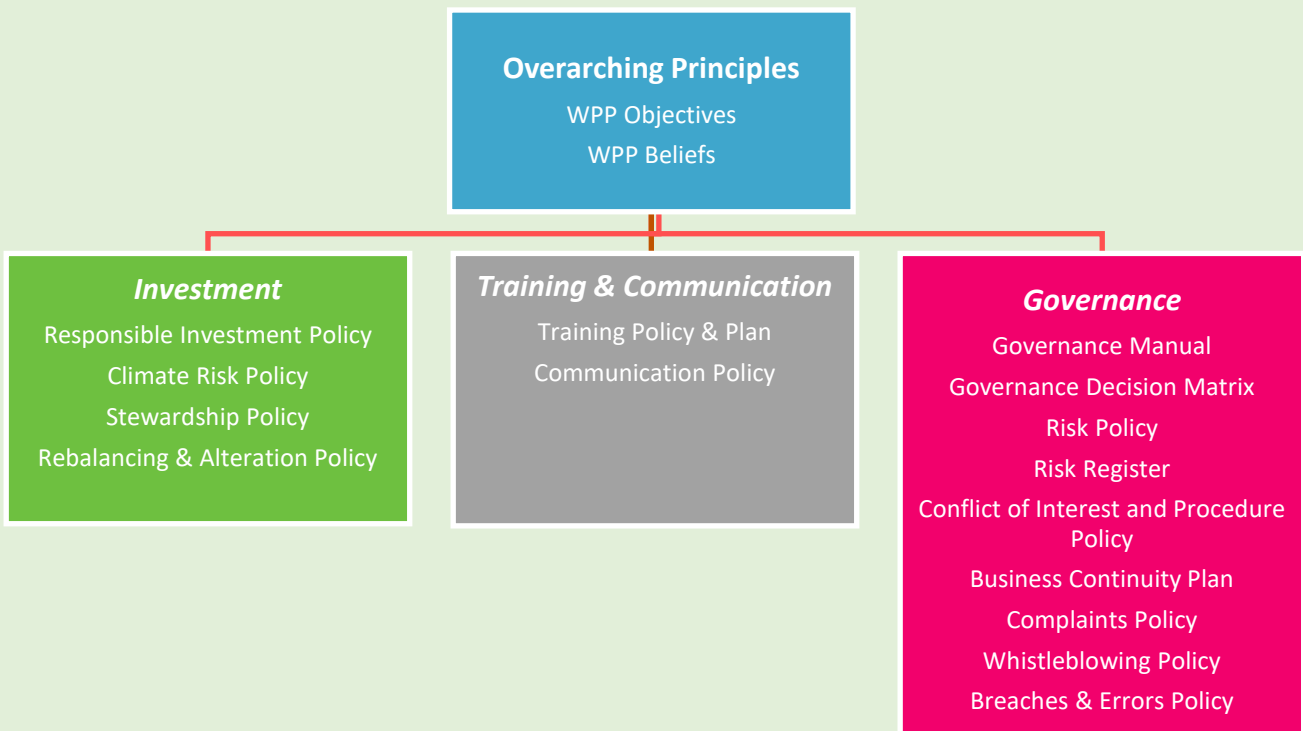 Overarching Principles
WPP Objectives
WPP Beliefs
Investment
Responsible Investment Policy
Climate Risk Policy
Stewardship Policy
Rebalancing & Alteration Policy
Training & Communication
Training Policy & Plan
Communication Policy
Governance
Governance Manual
Governance Decision Matrix
Risk Policy
Risk Register
Conflict of Interest and Procedure
Policy
Business Continuity Plan
Complaints Policy
Whistleblowing Policy
Breaches & Errors Policy